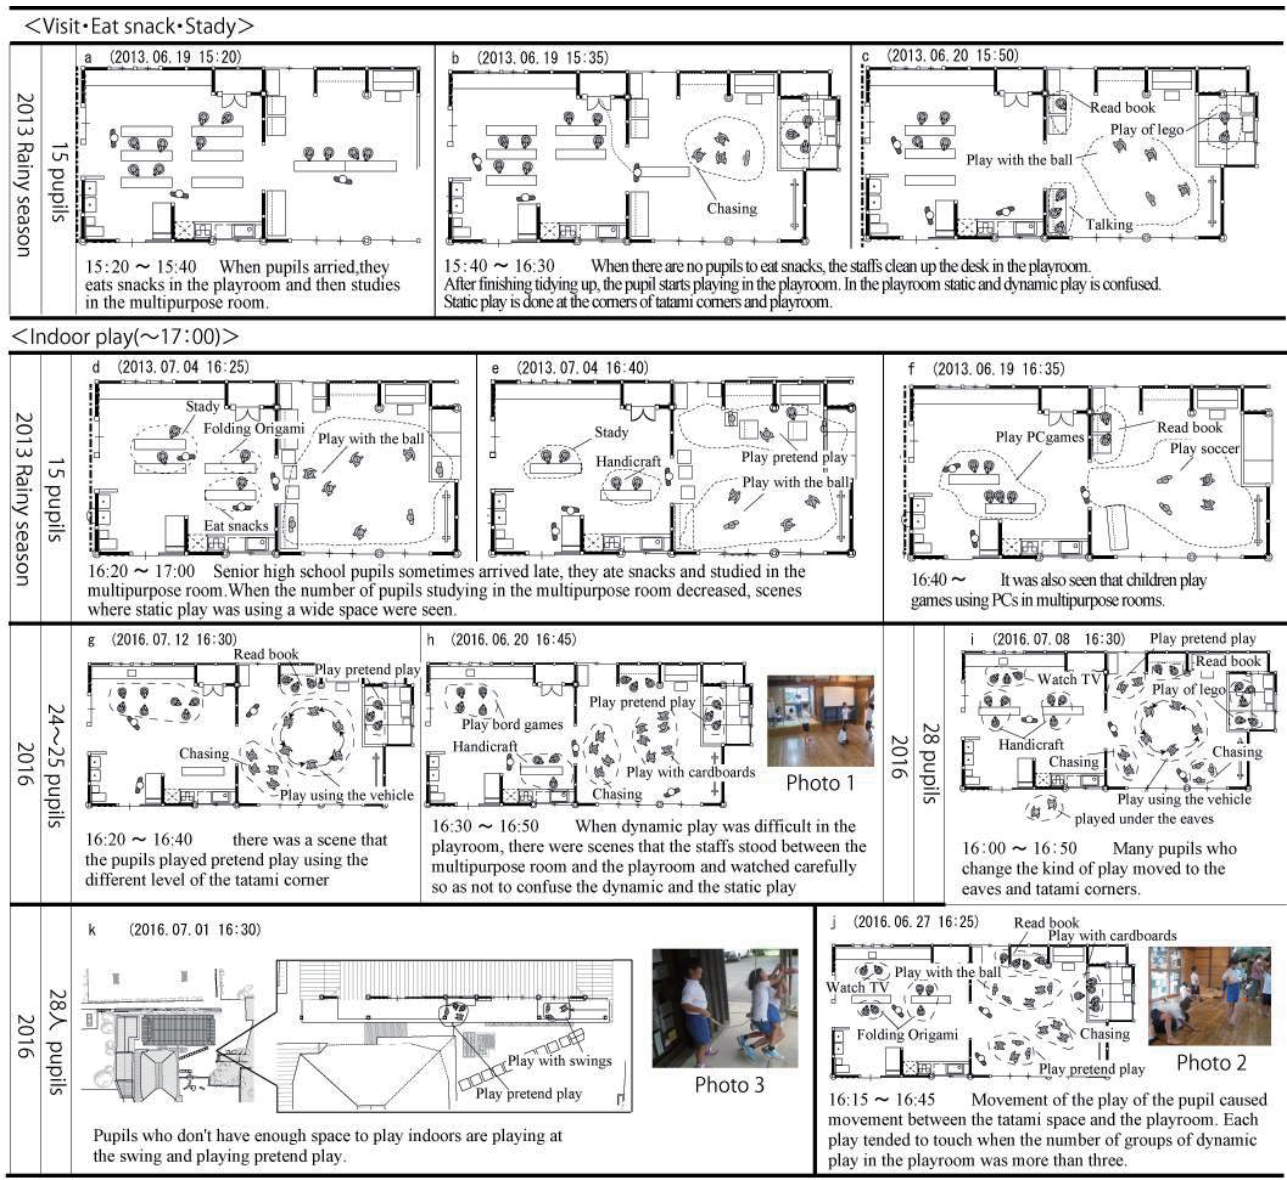 <Visit・Eat snack・Stady>
2013 Rainy season
15 pupils
a (2013.06.19 15:20)
15:20 ～ 15:40 When pupils arried,they
eats snacks in the playroom and then studies
in the multipurpose room.
b (2013.06.19 15:35)
Chasing
c (2013.06.20 15:50)
Read book
Play of lego
Play with the ball
Talking
15:40 ～ 16:30 When there are no pupils to eat snacks, the staffs clean up the desk in the playroom.
After finishing tidying up, the pupil starts playing in the playroom. In the playroom static and dynamic play is confused.
Static play is done at the corners of tatami corners and playroom.
<Indoor play(～17:00)>
2013 Rainy season
15 pupils
d (2013.07.04 16:25)
Stady
Folding Origami
Play with the ball
Eat snacks
e (2013.07.04 16:40)
Stady
Handicraft
Play pretend play
Play with the ball
16:20 ～ 17:00 Senior high school pupils sometimes arrived late, they ate snacks and studied in the
multipurpose room.When the number of pupils studying in the multipurpose room decreased, scenes
where static play was using a wide space were seen.
f (2013.06.19 16:35)
Play PCgames
Read book
Play soccer
16:40 ～ It was also seen that children play
games using PCs in multipurpose rooms.
2016
24～25 pupils
g (2016.07.12 16:30)
Read book
Play pretend play
Chasing
Play using the vehicle
16:20 ～ 16:40 there was a scene that
the pupils played pretend play using the
different level of the tatami corner
h (2016.06.20 16:45)
Play pretend play
Play bord games
Handicraft
Play with cardboards
Chasing
Photo 1
16:30 ～ 16:50 When dynamic play was difficult in the
playroom, there were scenes that the staffs stood between the
multipurpose room and the playroom and watched carefully
so as not to confuse the dynamic and the static play
2016
28 pupils
i (2016.07.08 16:30)
Play pretend play
Read book
Watch TV
Play of lego
Handicraft
Chasing
Chasing
Play using the vehicle
played under the eaves
16:00 ～ 16:50 Many pupils who
change the kind of play moved to the
eaves and tatami corners.
2016
28人 pupils
k (2016.07.01 16:30)
Play with swings
Play pretend play
Photo 3
Pupils who don't have enough space to play indoors are playing at
the swing and playing pretend play.
j (2016.06.27 16:25)
Read book
Play with cardboards
Play with the ball
Watch TV
Folding Origami
Chasing
Play pretend play
Photo 2
16:15 ～ 16:45 Movement of the play of the pupil caused
movement between the tatami space and the playroom. Each
play tended to touch when the number of groups of dynamic
play in the playroom was more than three.